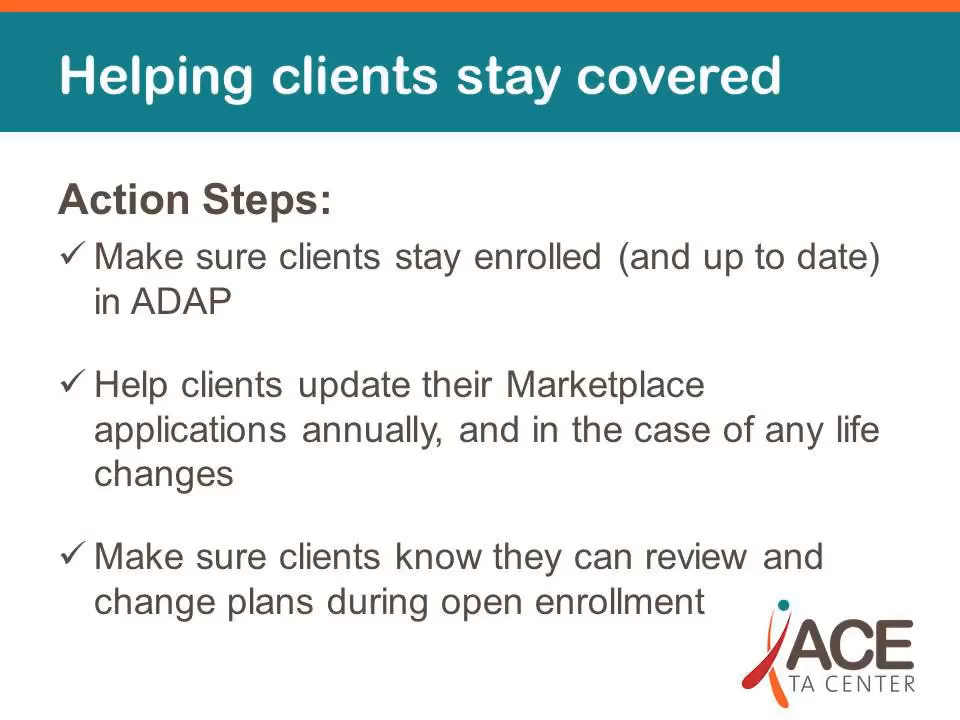 Helping clients stay covered
Action Steps:
✓ Make sure clients stay enrolled (and up to date)
in ADAP
✓ Help clients update their Marketplace
applications annually, and in the case of any life
changes
✓ Make sure clients know they can review and
change plans during open enrollment
ACE
TA CENTER